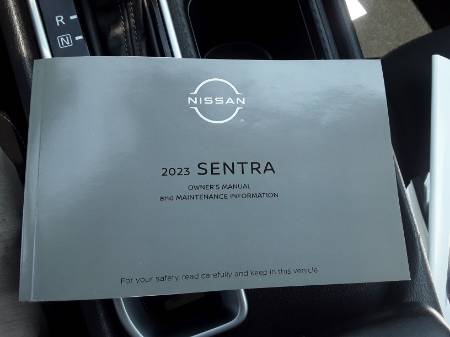 R
N
NISSAN
2023 SENTRA
OWNER'S MANUAL
and MAINTENANCE INFORMATION
For your safety, read carefully and keep in this vehicle